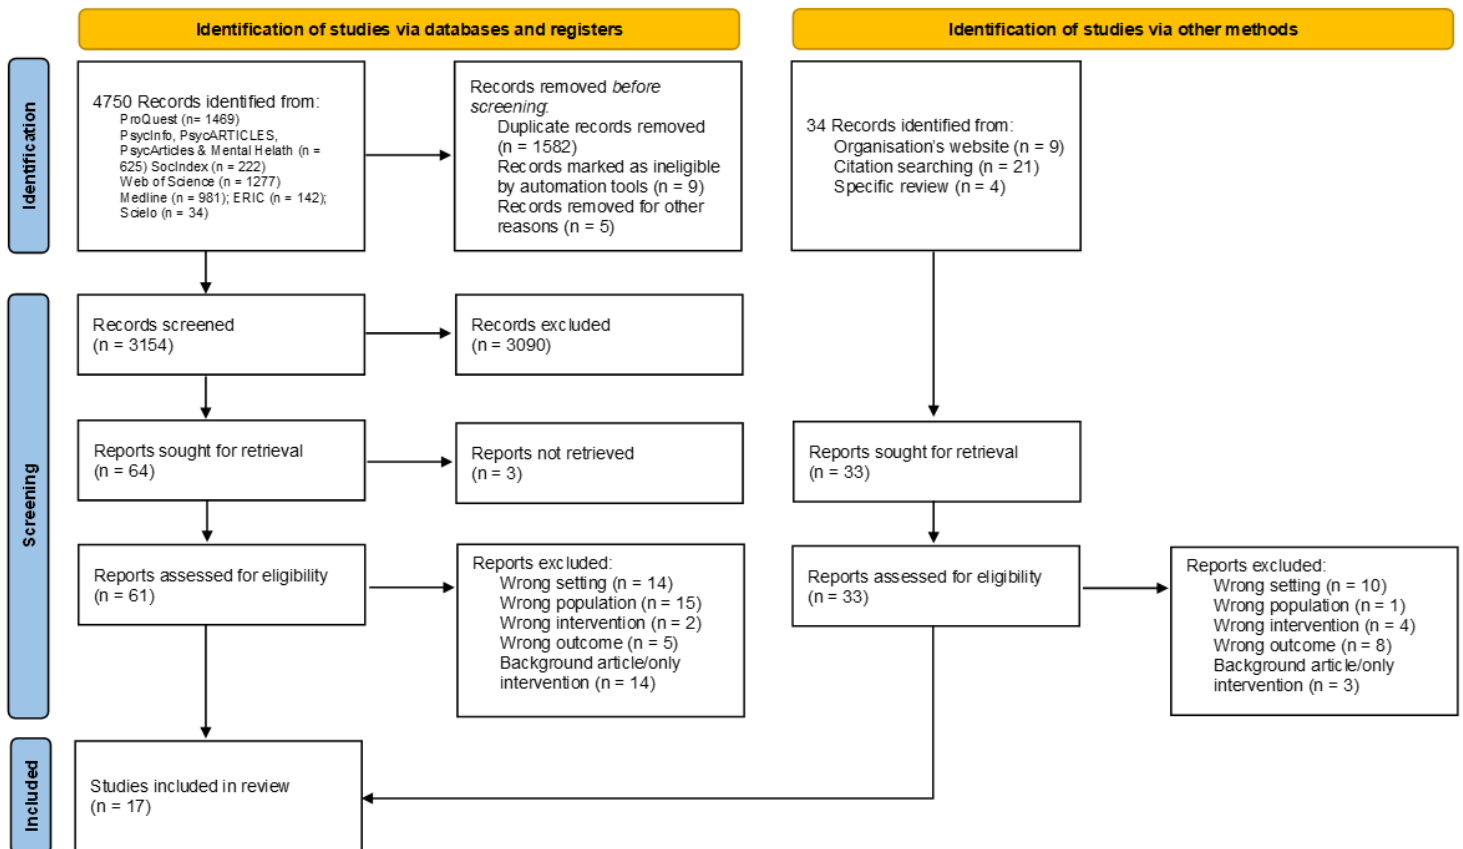 Identification of studies via databases and registers
Identification of studies via other methods
Identification
4750 Records identified from:
ProQuest (n= 1469)
PsycInfo, PsycARTICLES,
PsycArticles & Mental Helath (n =
625) SocIndex (n = 222)
Web of Science (n = 1277)
Medline (n = 981); ERIC (n = 142);
Scielo (n = 34)
Records removed before
screening:
Duplicate records removed
(n = 1582)
Records marked as ineligible
by automation tools (n = 9)
Records removed for other
reasons (n = 5)
34 Records identified from:
Organisation's website (n = 9)
Citation searching (n = 21)
Specific review (n = 4)
Screening
Records screened
(n = 3154)
Records excluded
(n = 3090)
Reports sought for retrieval
(n = 64)
Reports not retrieved
(n = 3)
Reports sought for retrieval
(n = 33)
Reports assessed for eligibility
(n = 61)
Reports excluded:
Wrong setting (n = 14)
Wrong population (n = 15)
Wrong intervention (n = 2)
Wrong outcome (n = 5)
Background article/only
intervention (n = 14)
Reports assessed for eligibility
(n = 33)
Reports excluded:
Wrong setting (n = 10)
Wrong population (n = 1)
Wrong intervention (n = 4)
Wrong outcome (n = 8)
Background article/only
intervention (n = 3)
Included
Studies included in review
(n = 17)